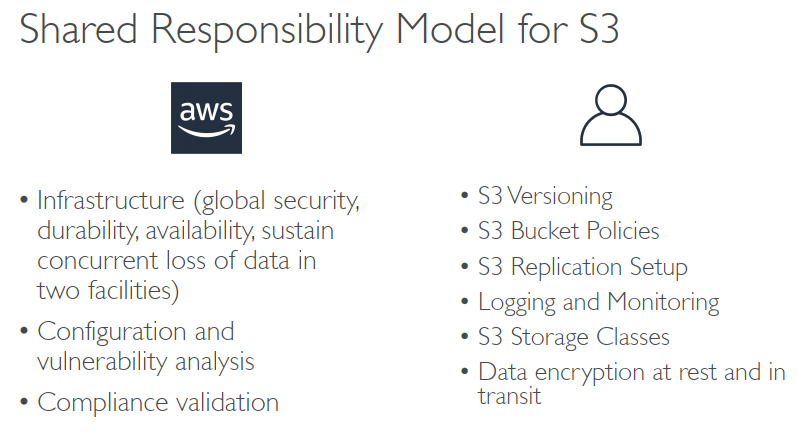 Shared Responsibility Model for S3
aws
• Infrastructure (global security,
durability, availability, sustain
concurrent loss of data in
two facilities)
• Configuration and
vulnerability analysis
• Compliance validation
• S3 Versioning
• S3 Bucket Policies
• S3 Replication Setup
• Logging and Monitoring
• S3 Storage Classes
• Data encryption at rest and in
transit